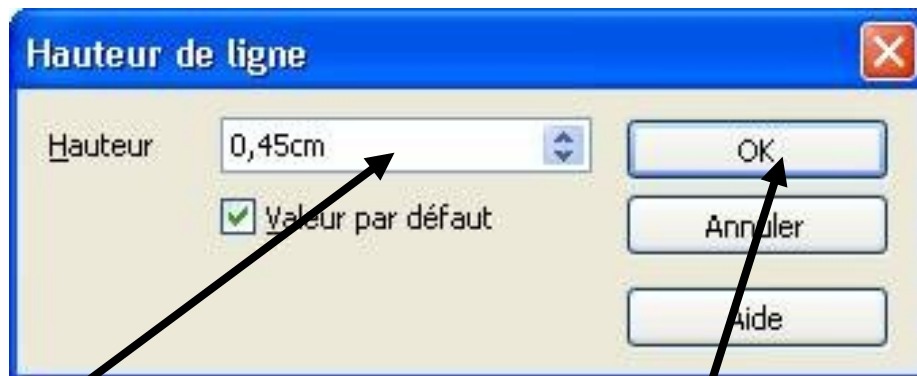 Hauteur de ligne
Hauteur 0,45cm OK
Valeur par défaut Annuler
Aide